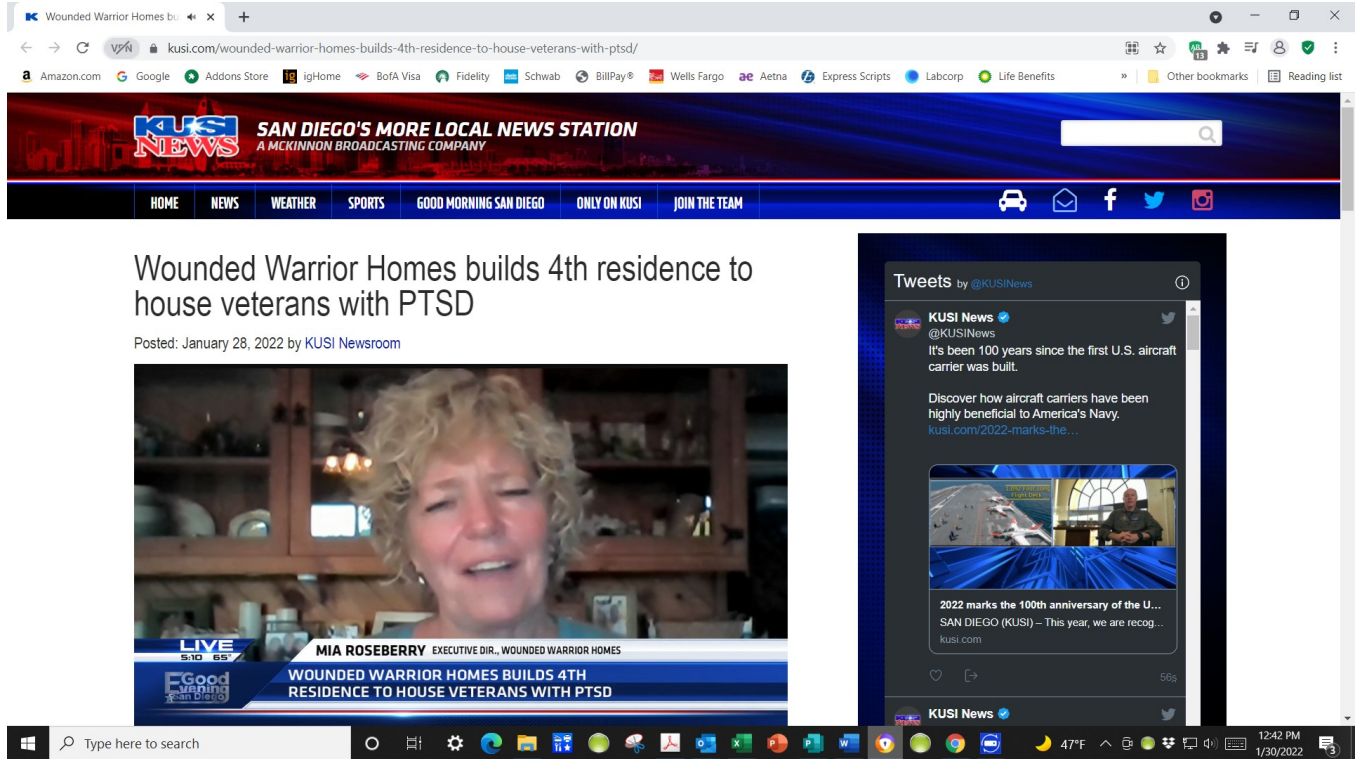 Wounded Warrior Homes bu
VPN
kusi.com/wounded-warrior-homes-builds-4th-residence-to-house-veterans-with-ptsd/
13
Amazon.com
Google
Addons Store
ig
igHome
BofA Visa
Fidelity
Schwab
BillPay®
Wells Fargo
ae
Aetna
Express Scripts
Labcorp
Life Benefits
»
Other bookmarks
Reading list
KUSI
NEWS
SAN DIEGO'S MORE LOCAL NEWS STATION
A MCKINNON BROADCASTING COMPANY
HOME
NEWS
WEATHER
SPORTS
GOOD MORNING SAN DIEGO
ONLY ON KUSI
JOIN THE TEAM
Wounded Warrior Homes builds 4th residence to
house veterans with PTSD
Posted: January 28, 2022 by KUSI Newsroom
LIVE
5:10 65°
MIA ROSEBERRY EXECUTIVE DIR., WOUNDED WARRIOR HOMES
Good
Evening
San Diego
WOUNDED WARRIOR HOMES BUILDS 4TH
RESIDENCE TO HOUSE VETERANS WITH PTSD
Tweets by @KUSINews
KUSI News
@KUSINews
It's been 100 years since the first U.S. aircraft
carrier was built.
Discover how aircraft carriers have been
highly beneficial to America's Navy.
kusi.com/2022-marks-the…
Flight Deck
2022 marks the 100th anniversary of the U…
SAN DIEGO (KUSI) – This year, we are recog…
kusi.com
56s
KUSI News
Type here to search
47°F
12:42 PM
1/30/2022
3